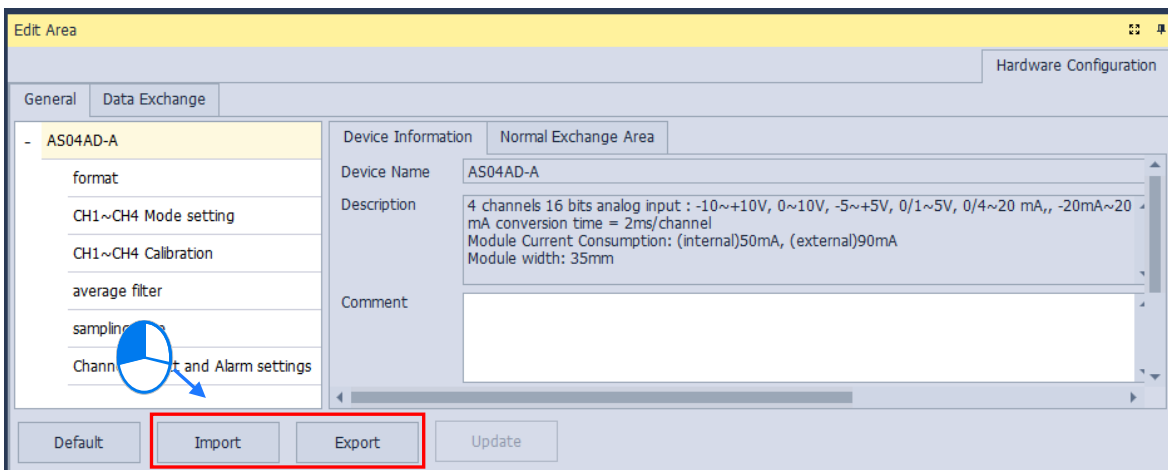 Edit Area
Hardware Configuration
General Data Exchange
- AS04AD-A
format
CH1~CH4 Mode setting
CH1~CH4 Calibration
average filter
sampling
Chann t and Alarm settings
Device Information Normal Exchange Area
Device Name AS04AD-A
Description 4 channels 16 bits analog input : -10~+10V, 0~10V, -5~+5V, 0/1~5V, 0/4~20 mA,, -20mA~20
mA conversion time = 2ms/channel
Module Current Consumption: (internal)50mA, (external)90mA
Module width: 35mm
Comment
Default Import Export Update